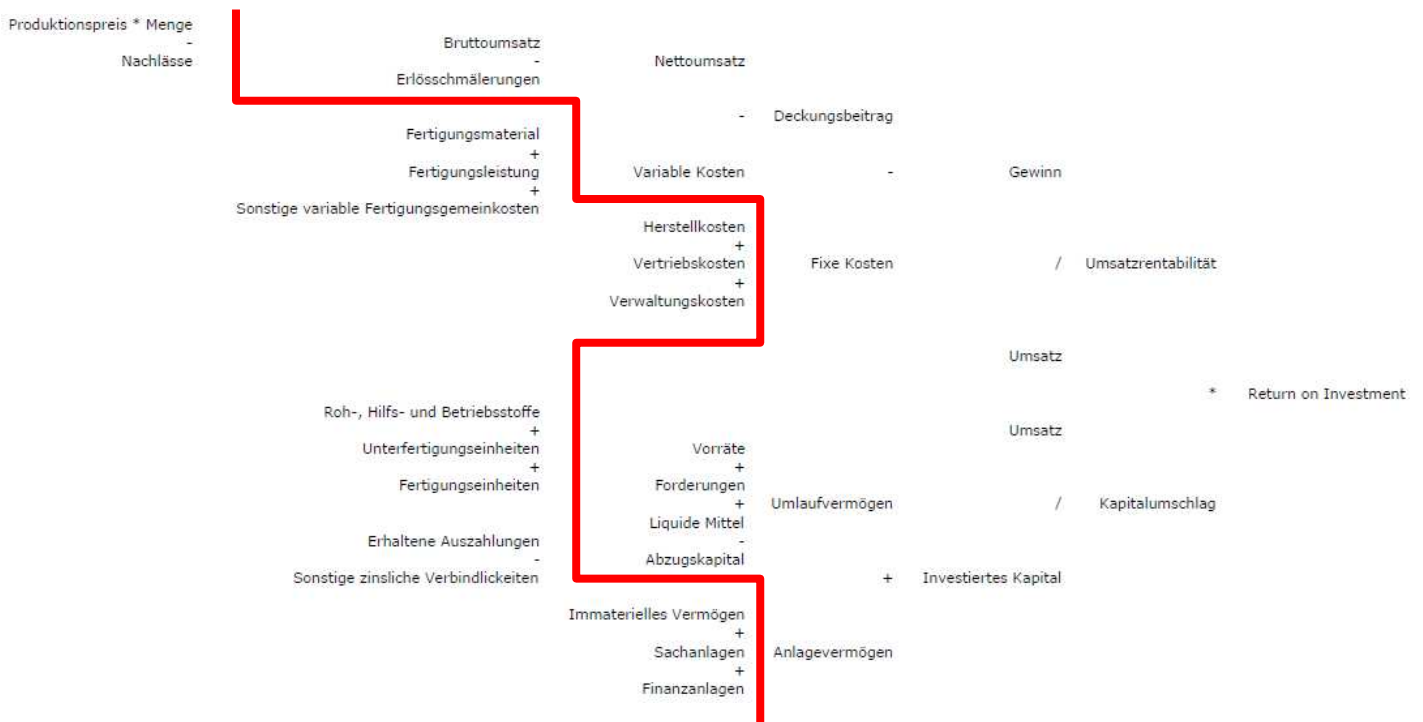 Produktionspreis * Menge
-
Nachlässe
Bruttoumsatz
-
Erlösschmälerungen
Nettoumsatz
- Deckungsbeitrag
Fertigungsmaterial
+
Fertigungsleistung
+
Sonstige variable Fertigungsgemeinkosten
Variable Kosten - Gewinn
Herstellkosten
+
Vertriebskosten
+
Verwaltungskosten
Fixe Kosten / Umsatzrentabilität
Umsatz
* Return on Investment
Umsatz
Roh-, Hilfs- und Betriebsstoffe
+
Unterfertigungseinheiten
+
Fertigungseinheiten
Vorräte
+
Forderungen
+
Liquide Mittel
-
Abzugskapital
Umlaufvermögen / Kapitalumschlag
Erhaltene Auszahlungen
-
Sonstige zinsliche Verbindlickeiten
+ Investiertes Kapital
Immaterielles Vermögen
+
Sachanlagen
+
Finanzanlagen
Anlagevermögen